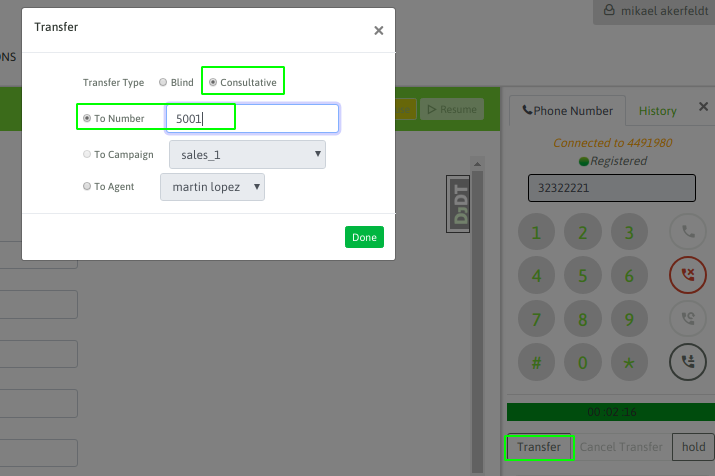 Transfer
×
mikael akerfeldt
ONS
Transfer Type Blind Consultative
To Number 5001
To Campaign sales_1
To Agent martin lopez
Done
Resume
Phone Number History ×
Connected to 4491980
Registered
32322221
DjDT
1 2 3
4 5 6
7 8 9
# 0 *
00:02:16
Transfer Cancel Transfer hold